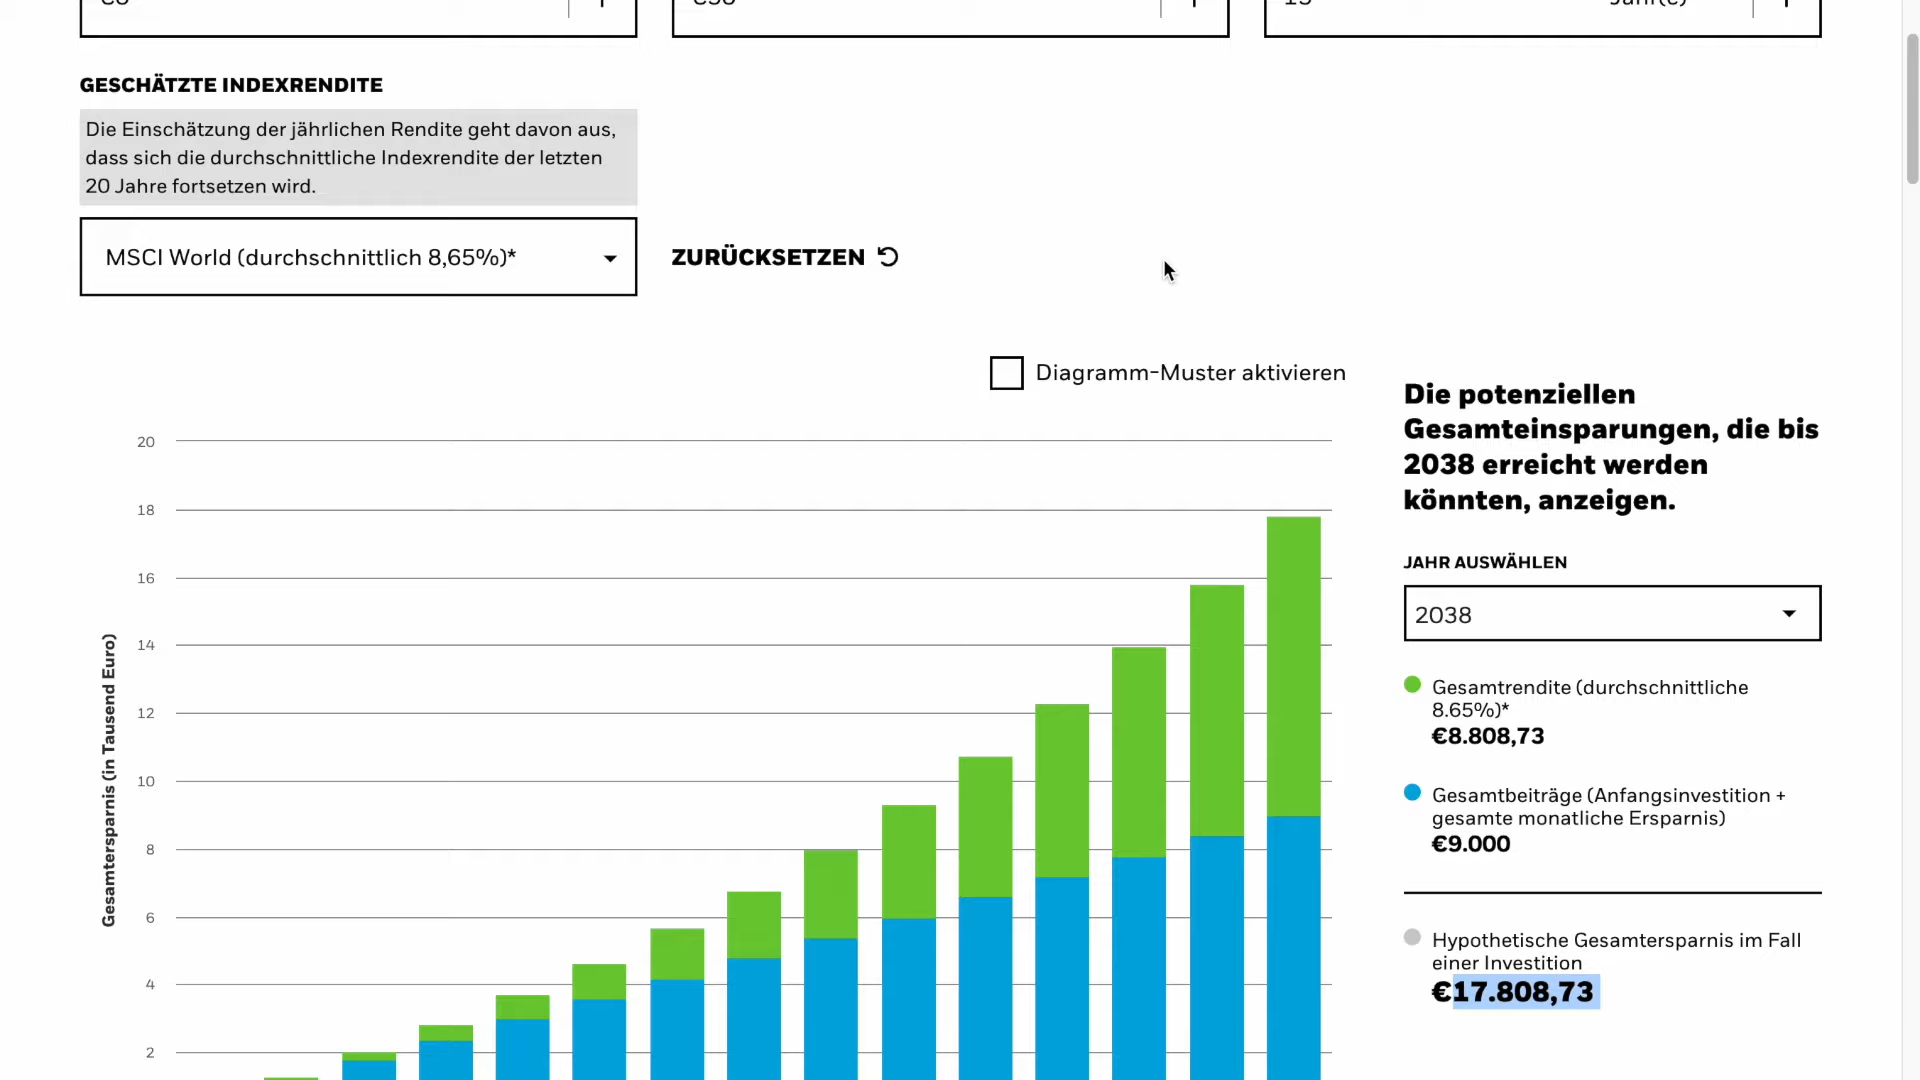 GESCHÄTZTE INDEXRENDITE
Die Einschätzung der jährlichen Rendite geht davon aus,
dass sich die durchschnittliche Indexrendite der letzten
20 Jahre fortsetzen wird.
MSCI World (durchschnittlich 8,65%)*
ZURÜCKSETZEN
Diagramm-Muster aktivieren
Gesamtersparnis (in Tausend Euro)
20
18
16
14
12
10
8
6
4
2
Die potenziellen
Gesamteinsparungen, die bis
2038 erreicht werden
könnten, anzeigen.
JAHR AUSWÄHLEN
2038
Gesamtrendite (durchschnittliche
8.65%)*
€8.808,73
Gesamtbeiträge (Anfangsinvestition +
gesamte monatliche Ersparnis)
€9.000
Hypothetische Gesamtersparnis im Fall
einer Investition
€17.808,73